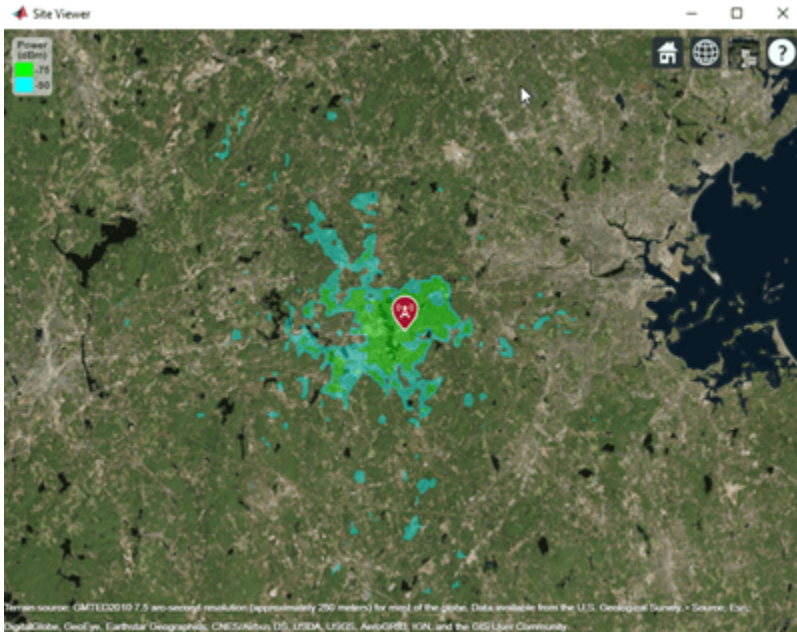 Site Viewer
Power
(dBm)
-75
-90
?
Terrain source: GMTED2010 7.5 arc-second resolution (approximately 250 meters) for most of the globe. Data available from the U.S. Geological Survey. • Source: Esri,
DigitalGlobe, GeoEye, Earthstar Geographics, CNES/Airbus DS, USDA, USGS, AeroGRID, IGN, and the GIS User Community